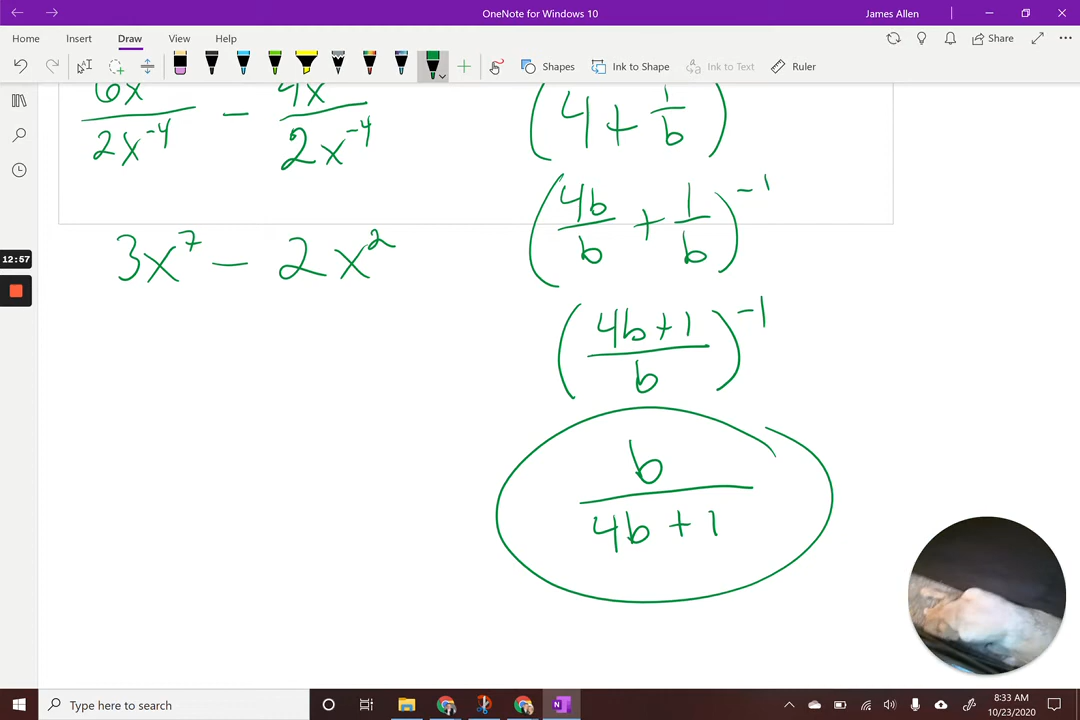 OneNote for Windows 10
James Allen
Home Insert Draw View Help
Share
Shapes Ink to Shape Ink to Text Ruler
6x / 2x^-4 - 4x / 2x^-4
3x^7 - 2x^2
(4 + 1/b)
(4b/b + 1/b)^-1
((4b+1)/b)^-1
b / (4b+1)
12:57
Type here to search
8:33 AM
10/23/2020